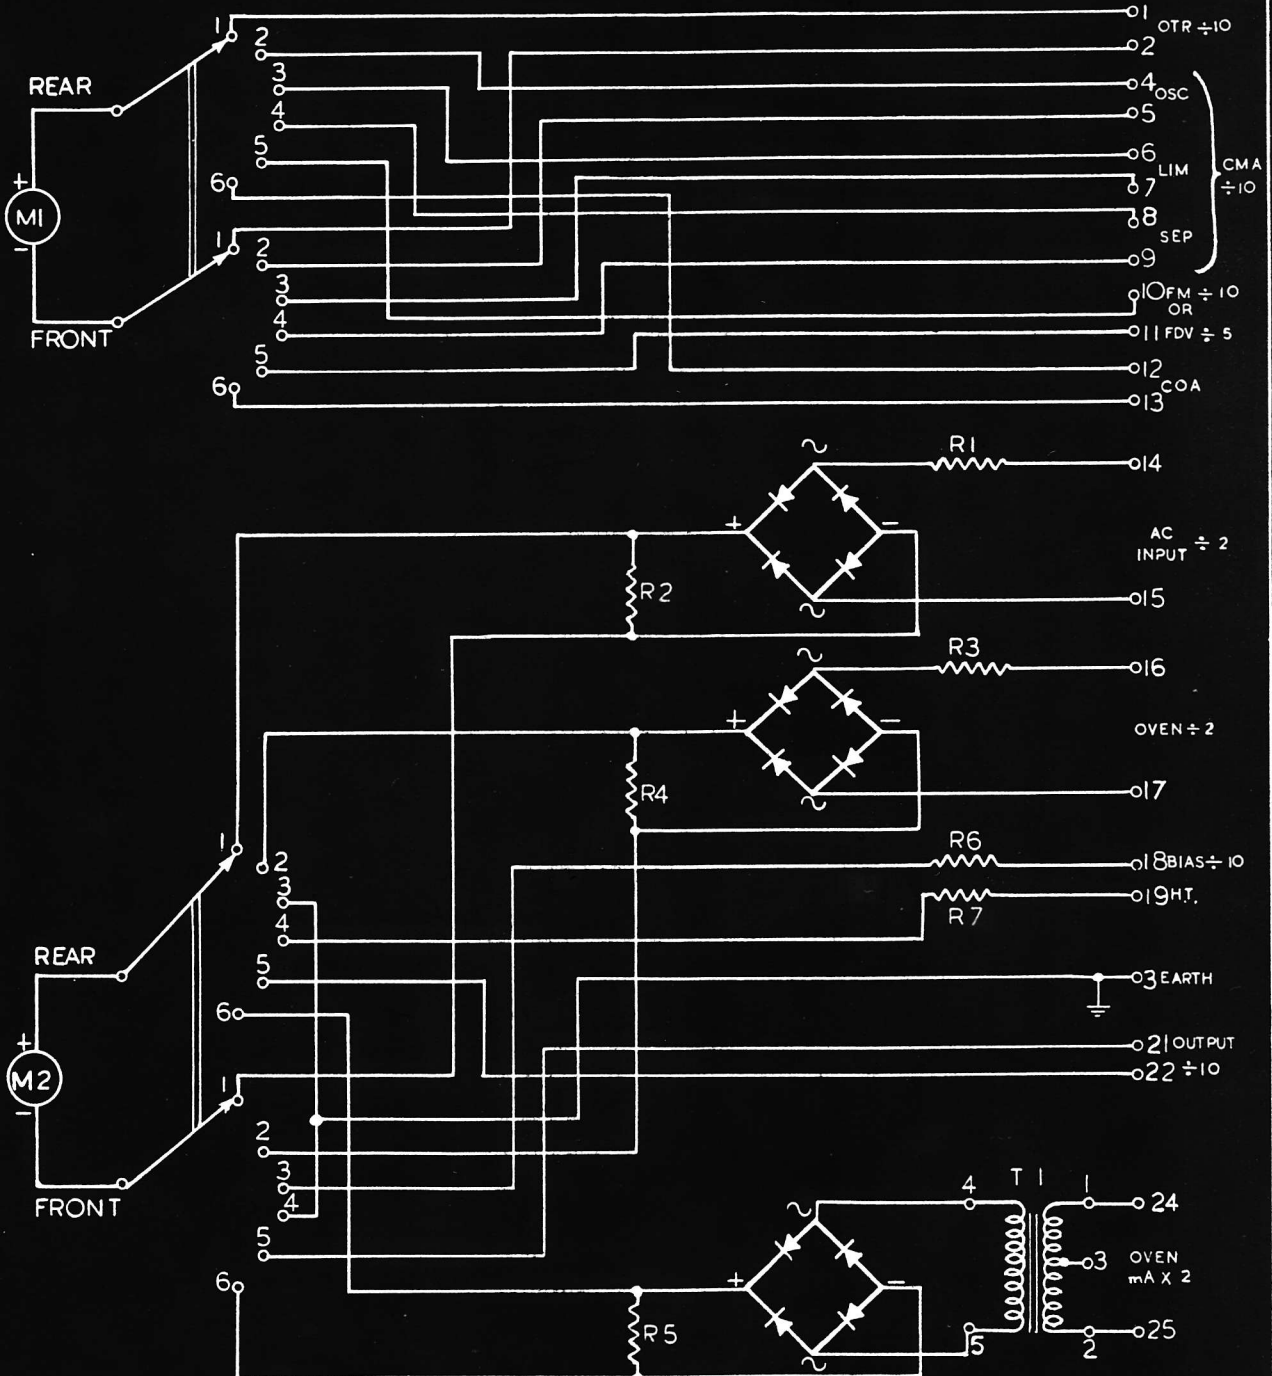 1
1 OTR ÷10
2
2
REAR
3
4 OSC
4
5
5
6
+
6
LIM
CMA
M1
7
÷10
–
8
1
SEP
2
9
3
10 FM ÷ 10
4
OR
FRONT
11 FDV ÷ 5
5
12
6
COA
13
~
R1
14
+
–
AC
INPUT ÷ 2
R2
15
~
~
R3
16
+
–
OVEN ÷ 2
R4
17
~
1
2
R6
18 BIAS ÷ 10
3
19 H.T.
4
R7
REAR
5
3 EARTH
6
+
21 OUTPUT
M2
22 ÷10
–
1
2
3
4
T 1
4
1
FRONT
~
24
5
3
OVEN
6
mA X 2
+
–
R5
5
2
25
~